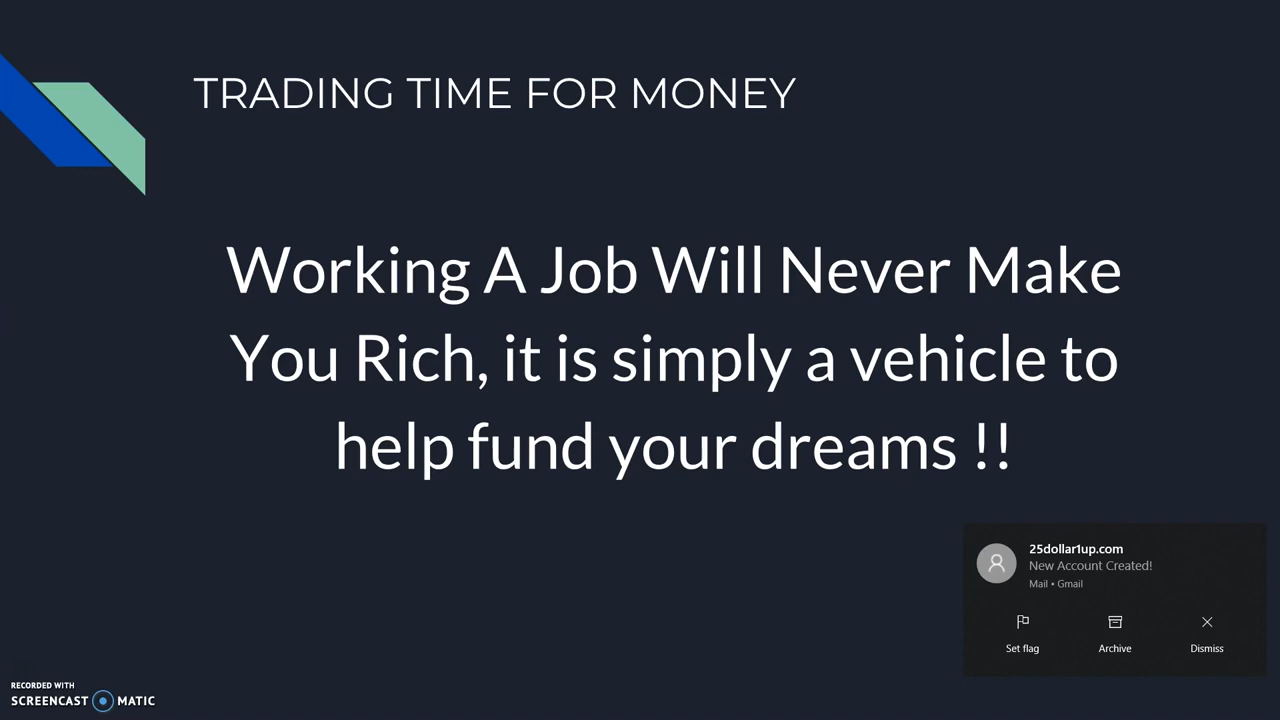 TRADING TIME FOR MONEY
Working A Job Will Never Make
You Rich, it is simply a vehicle to
help fund your dreams !!
25dollar1up.com
New Account Created!
Mail • Gmail
Set flag
Archive
Dismiss
RECORDED WITH
SCREENCAST MATIC